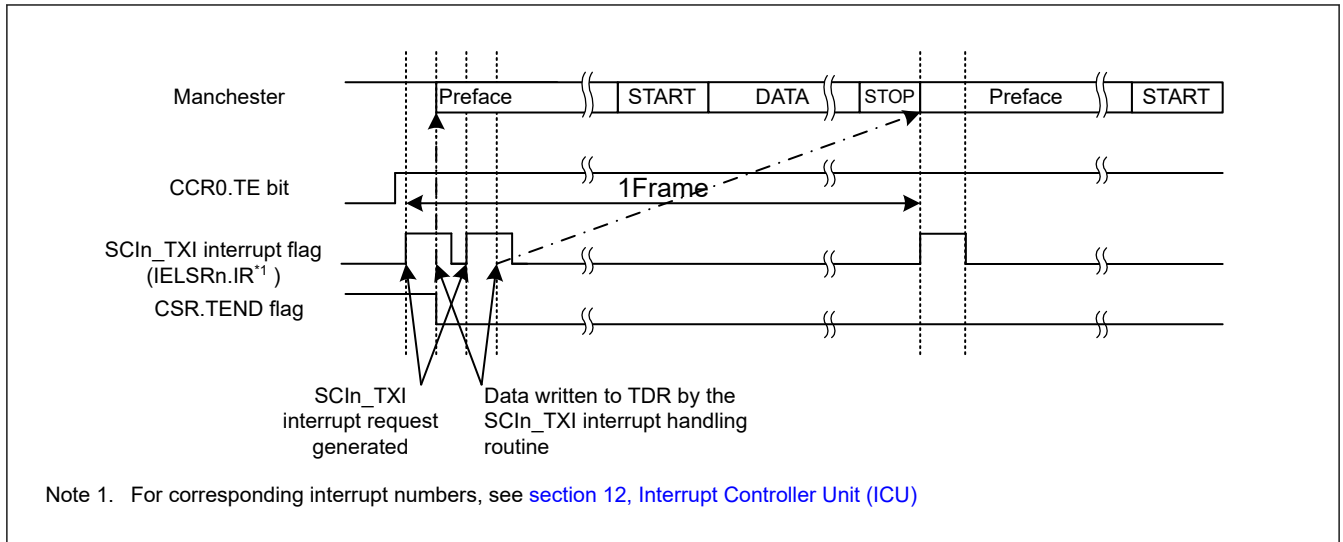 Manchester
Preface
START
DATA
STOP
Preface
START
CCR0.TE bit
1Frame
SCIn_TXI interrupt flag
(IELSRn.IR*1 )
CSR.TEND flag
SCIn_TXI
interrupt request
generated
Data written to TDR by the
SCIn_TXI interrupt handling
routine
Note 1. For corresponding interrupt numbers, see section 12, Interrupt Controller Unit (ICU)